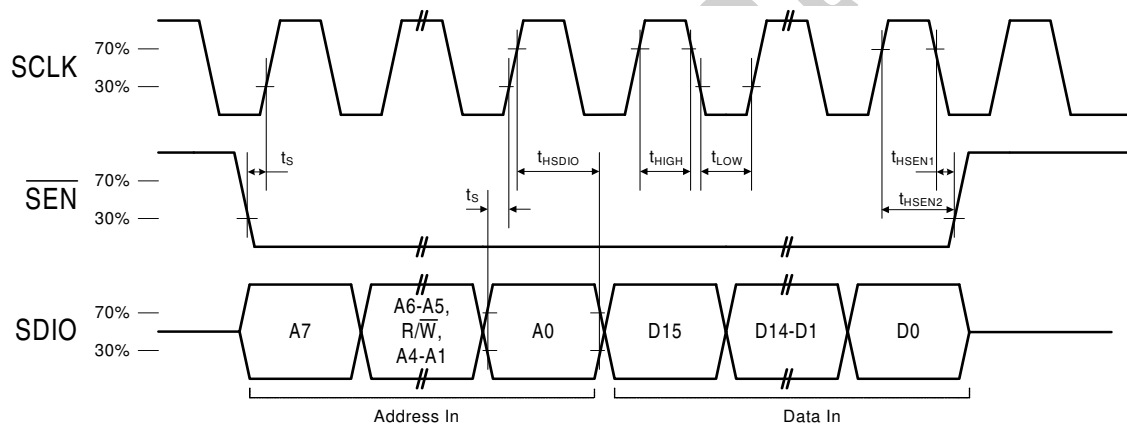 SCLK
70%
30%
tS
tHSDIO
tHIGH
tLOW
tHSEN1
tHSEN2
SEN
70%
30%
tS
SDIO
70%
30%
A7
A6-A5,
R/W,
A4-A1
A0
D15
D14-D1
D0
Address In
Data In